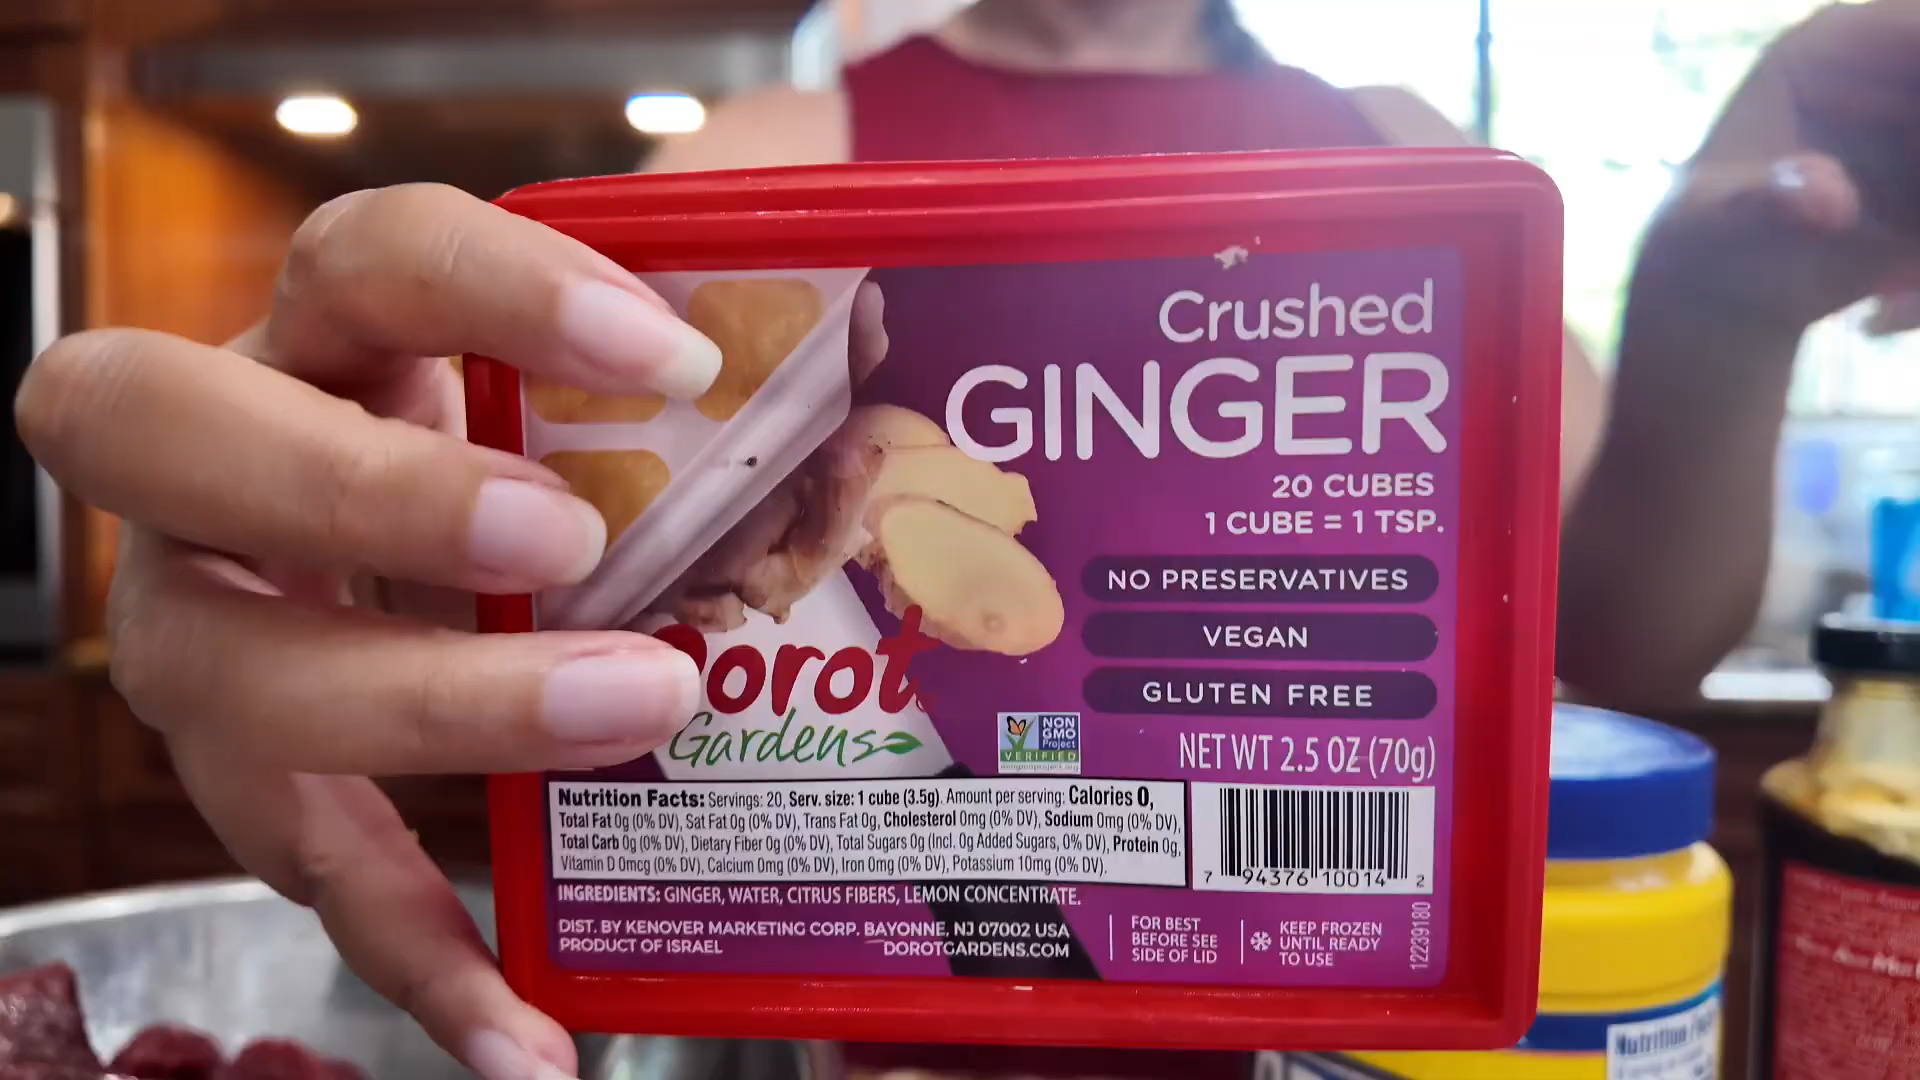 Crushed
GINGER
20 CUBES
1 CUBE = 1 TSP.
NO PRESERVATIVES
VEGAN
GLUTEN FREE
Dorot
Gardens
NON
GMO
Project
VERIFIED
nongmoproject.org
NET WT 2.5 OZ (70g)
Nutrition Facts: Servings: 20, Serv. size: 1 cube (3.5g). Amount per serving: Calories 0,
Total Fat 0g (0% DV), Sat Fat 0g (0% DV), Trans Fat 0g, Cholesterol 0mg (0% DV), Sodium 0mg (0% DV),
Total Carb 0g (0% DV), Dietary Fiber 0g (0% DV), Total Sugars 0g (Incl. 0g Added Sugars, 0% DV), Protein 0g,
Vitamin D 0mcg (0% DV), Calcium 0mg (0% DV), Iron 0mg (0% DV), Potassium 10mg (0% DV).
7 94376 10014 2
INGREDIENTS: GINGER, WATER, CITRUS FIBERS, LEMON CONCENTRATE.
DIST. BY KENOVER MARKETING CORP. BAYONNE, NJ 07002 USA
PRODUCT OF ISRAEL DOROTGARDENS.COM
FOR BEST
BEFORE SEE
SIDE OF LID
KEEP FROZEN
UNTIL READY
TO USE
12239180
Nutrition